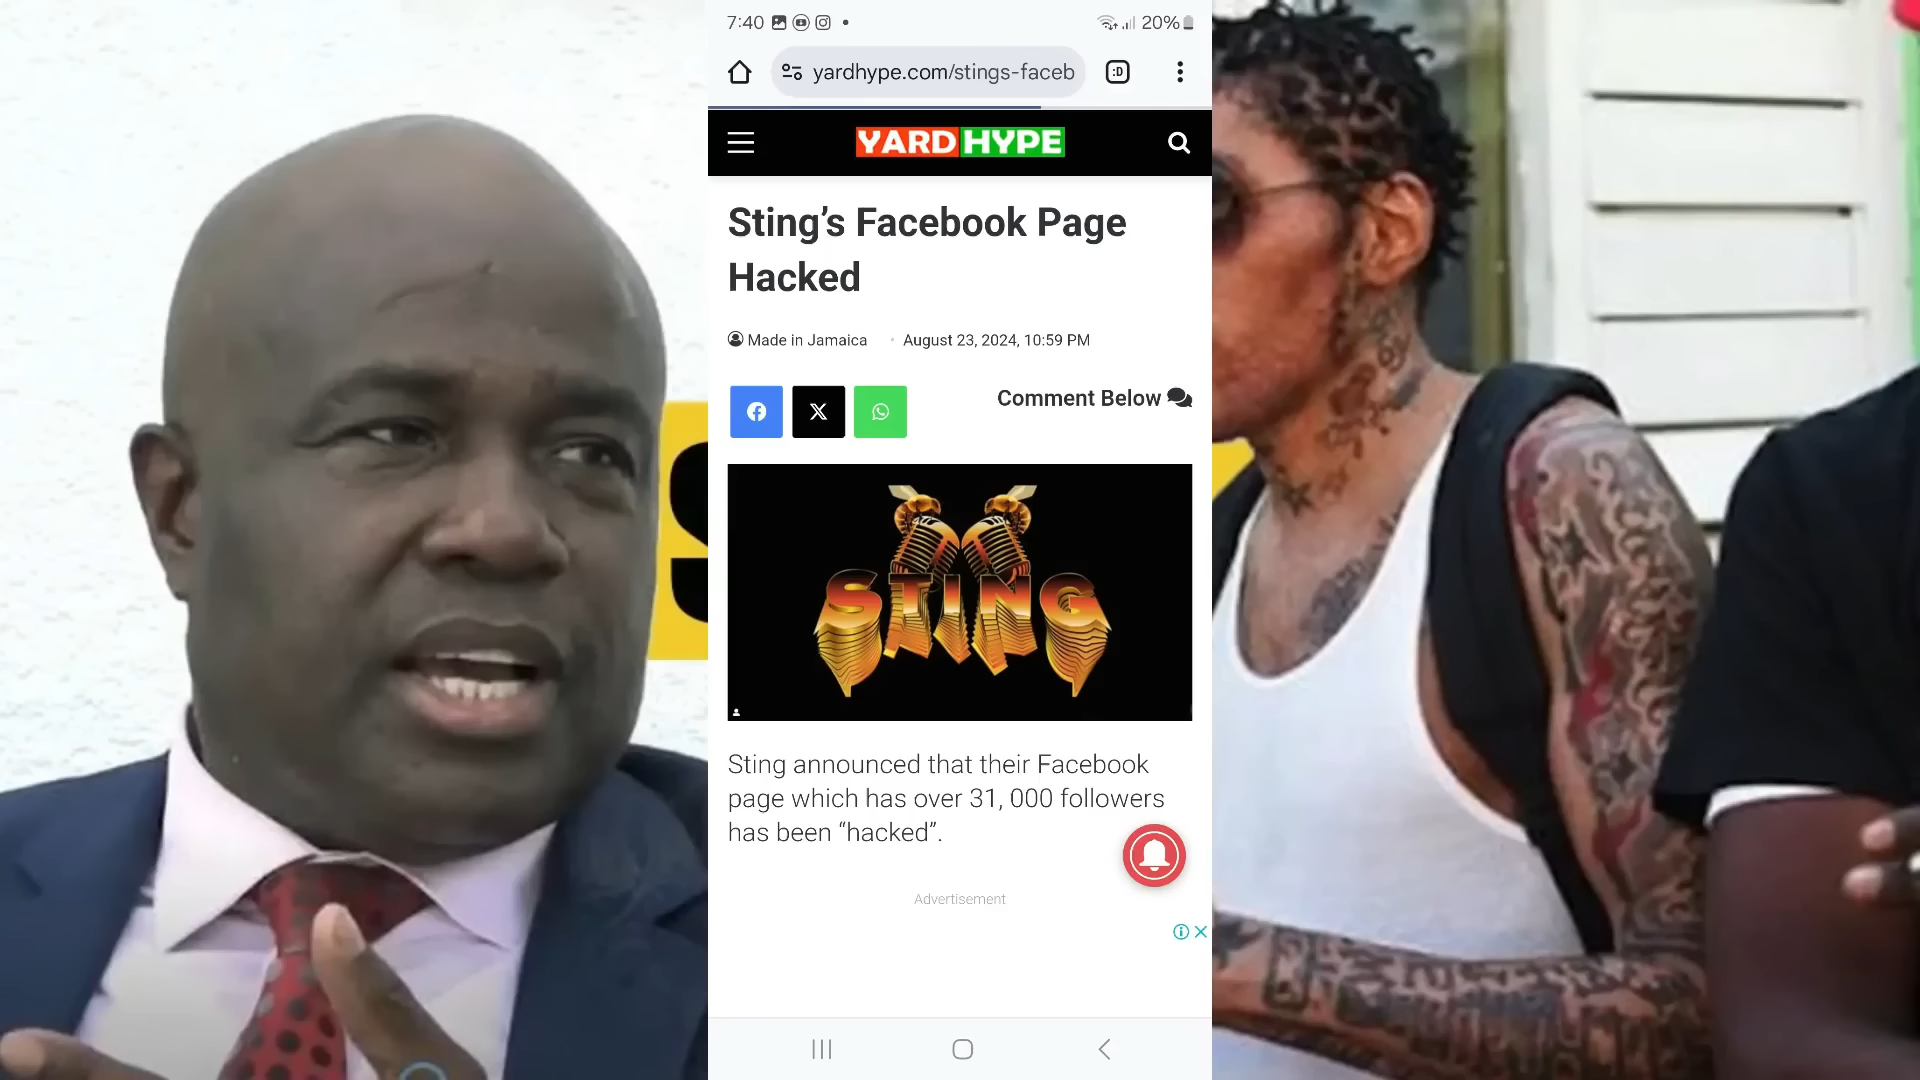 7:40
20%
yardhype.com/stings-faceb
:D
YARD HYPE
Sting’s Facebook Page
Hacked
Made in Jamaica · August 23, 2024, 10:59 PM
Comment Below
STING
Sting announced that their Facebook
page which has over 31, 000 followers
has been “hacked”.
Advertisement